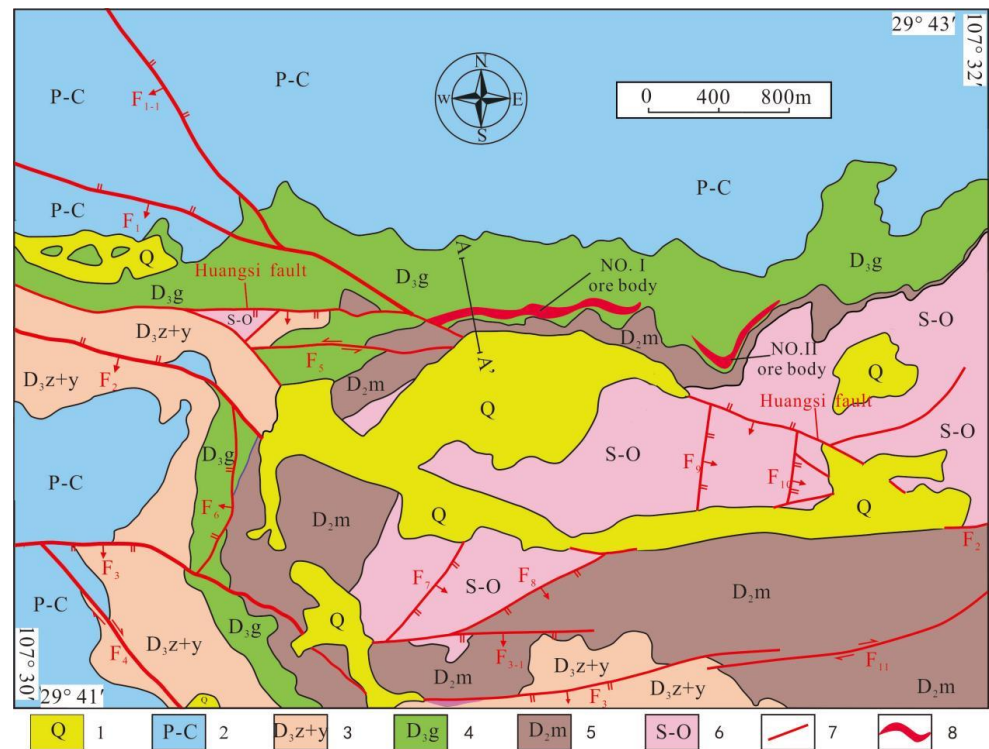 29° 43′
107° 32′
N
W E
S
0 400 800m
P-C
P-C
F1-1
P-C
P-C
F1
Q
Huangsi fault
D3g
D3g
A
NO. I
ore body
D3g
S-O
D3z+y
S-O
D2m
NO.II
ore body
A′
F5
D2m
D3z+y
F2
Q
Q
Huangsi fault
S-O
S-O
D3g
P-C
F9
F10
F6
D2m
Q
Q
F2
F3
F7
S-O
F8
D2m
P-C
D3g
Q
F4
D3z+y
F3-1
D3z+y
F11
D2m
F3
D3z+y
Q
107° 30′
29° 41′
Q 1 P-C 2 D3z+y 3 D3g 4 D2m 5 S-O 6 7 8